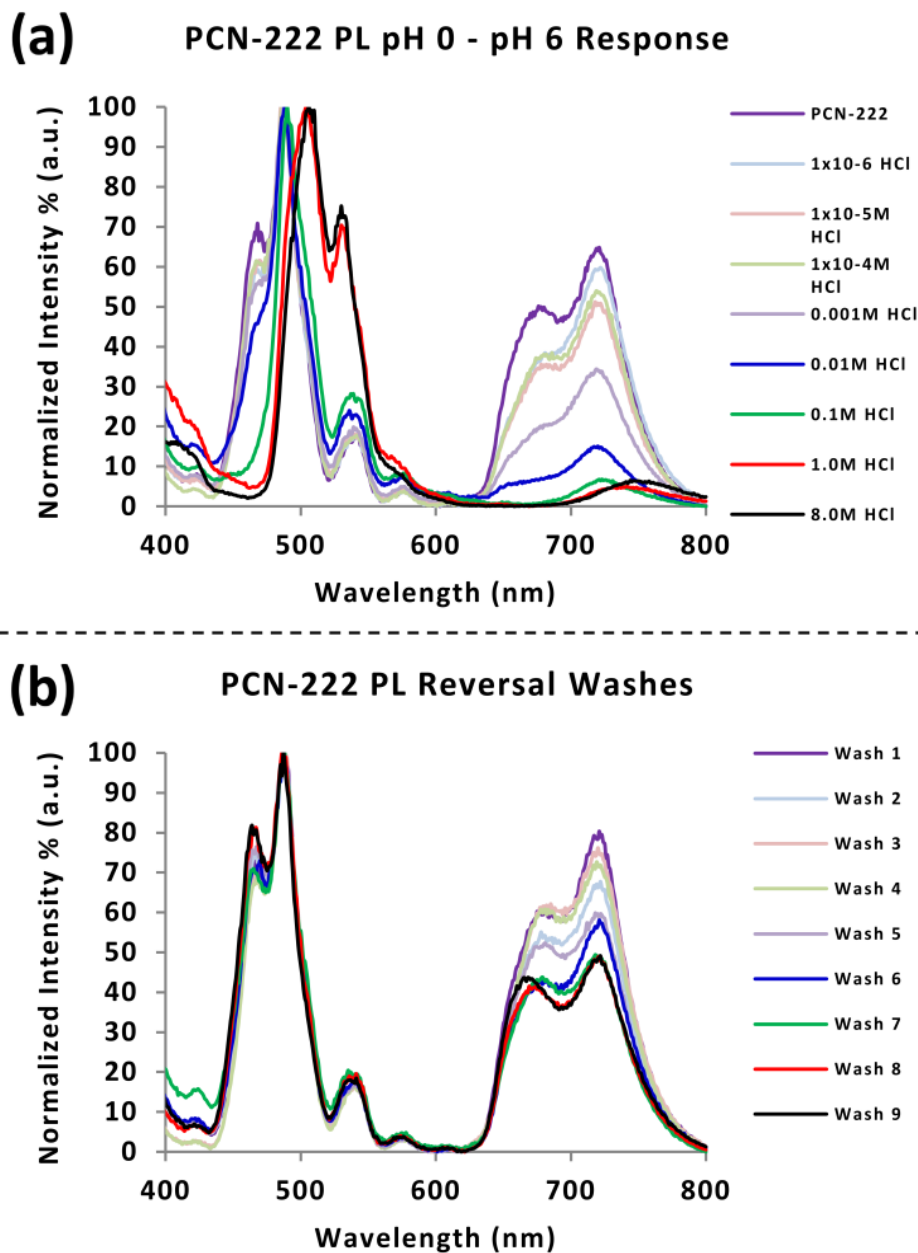 (a)
PCN-222 PL pH 0 - pH 6 Response
Normalized Intensity % (a.u.)
100
90
80
70
60
50
40
30
20
10
0
400
500
600
700
800
Wavelength (nm)
PCN-222
1x10-6 HCl
1x10-5M
HCl
1x10-4M
HCl
0.001M HCl
0.01M HCl
0.1M HCl
1.0M HCl
8.0M HCl
(b)
PCN-222 PL Reversal Washes
Normalized Intensity % (a.u.)
100
90
80
70
60
50
40
30
20
10
0
400
500
600
700
800
Wavelength (nm)
Wash 1
Wash 2
Wash 3
Wash 4
Wash 5
Wash 6
Wash 7
Wash 8
Wash 9